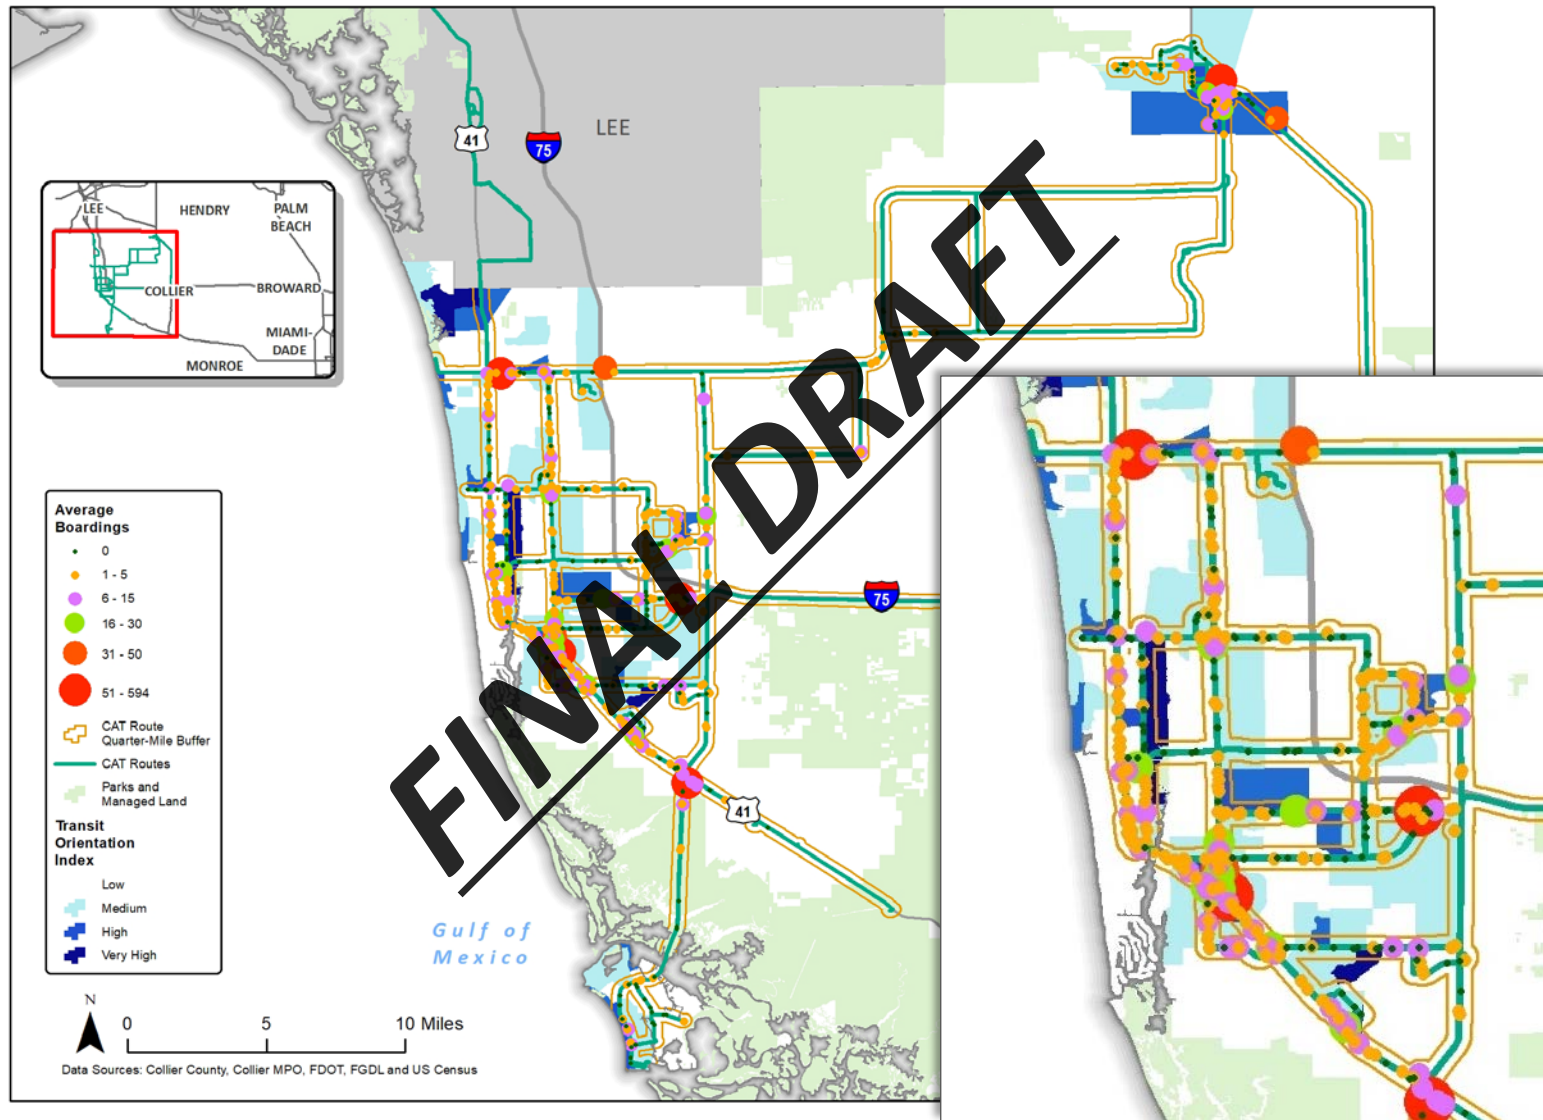 41
75
LEE
LEE
HENDRY
PALM
BEACH
COLLIER
BROWARD
MIAMI-
DADE
MONROE
FINAL DRAFT
75
41
Average
Boardings
0
1 - 5
6 - 15
16 - 30
31 - 50
51 - 594
CAT Route
Quarter-Mile Buffer
CAT Routes
Parks and
Managed Land
Transit
Orientation
Index
Low
Medium
High
Very High
Gulf of
Mexico
N
0 5 10 Miles
Data Sources: Collier County, Collier MPO, FDOT, FGDL and US Census